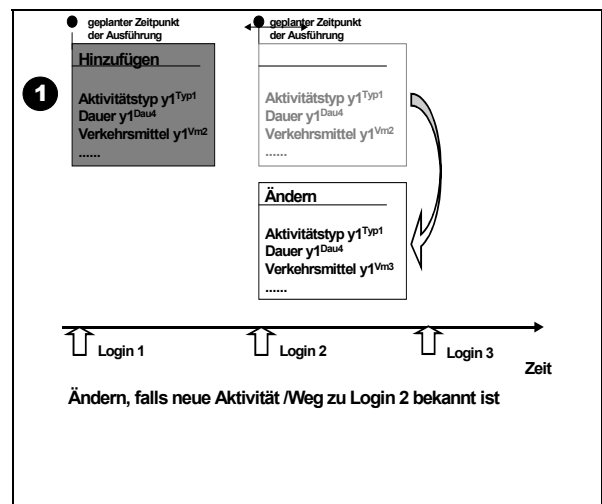 geplanter Zeitpunkt
der Ausführung
geplanter Zeitpunkt
der Ausführung
1
Hinzufügen
Aktivitätstyp y1Typ1
Dauer y1Dau4
Verkehrsmittel y1Vm2
......
Aktivitätstyp y1Typ1
Dauer y1Dau4
Verkehrsmittel y1Vm2
......
Ändern
Aktivitätstyp y1Typ1
Dauer y1Dau4
Verkehrsmittel y1Vm3
......
Login 1
Login 2
Login 3
Zeit
Ändern, falls neue Aktivität /Weg zu Login 2 bekannt ist